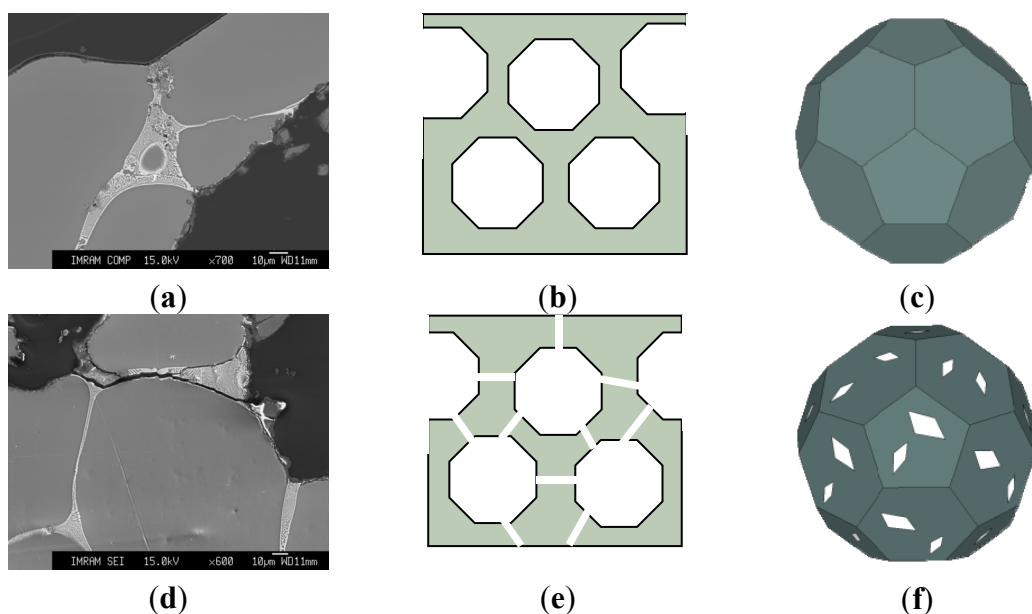 IMRAM COMP 15.0kV ×700 10µm WD11mm
(a) (b) (c)
IMRAM SEI 15.0kV ×600 10µm WD11mm
(d) (e) (f)